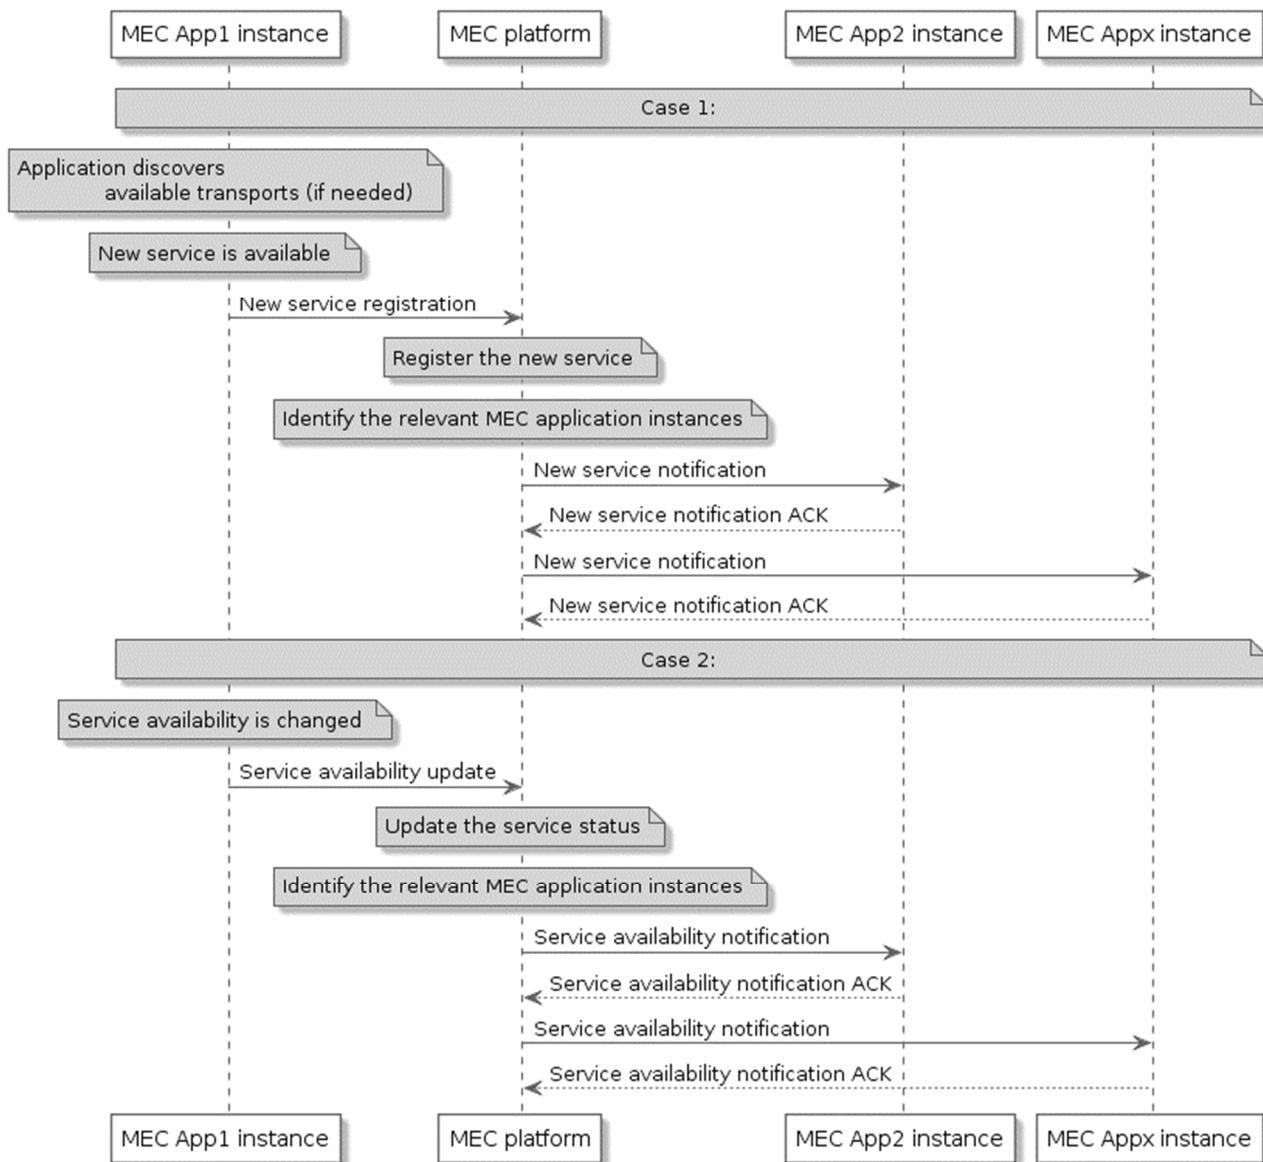 MEC App1 instance
MEC platform
MEC App2 instance
MEC Appx instance
Case 1:
Application discovers
available transports (if needed)
New service is available
New service registration
Register the new service
Identify the relevant MEC application instances
New service notification
New service notification ACK
New service notification
New service notification ACK
Case 2:
Service availability is changed
Service availability update
Update the service status
Identify the relevant MEC application instances
Service availability notification
Service availability notification ACK
Service availability notification
Service availability notification ACK
MEC App1 instance
MEC platform
MEC App2 instance
MEC Appx instance